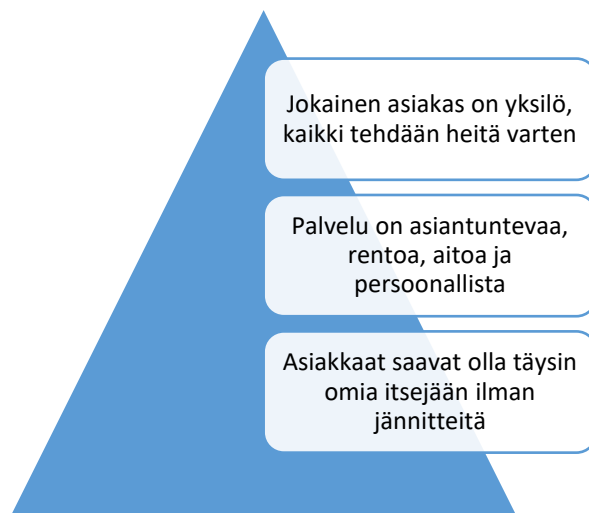 Jokainen asiakas on yksilö,
kaikki tehdään heitä varten
Palvelu on asiantuntevaa,
rentoa, aitoa ja
persoonallista
Asiakkaat saavat olla täysin
omia itsejään ilman
jännitteitä